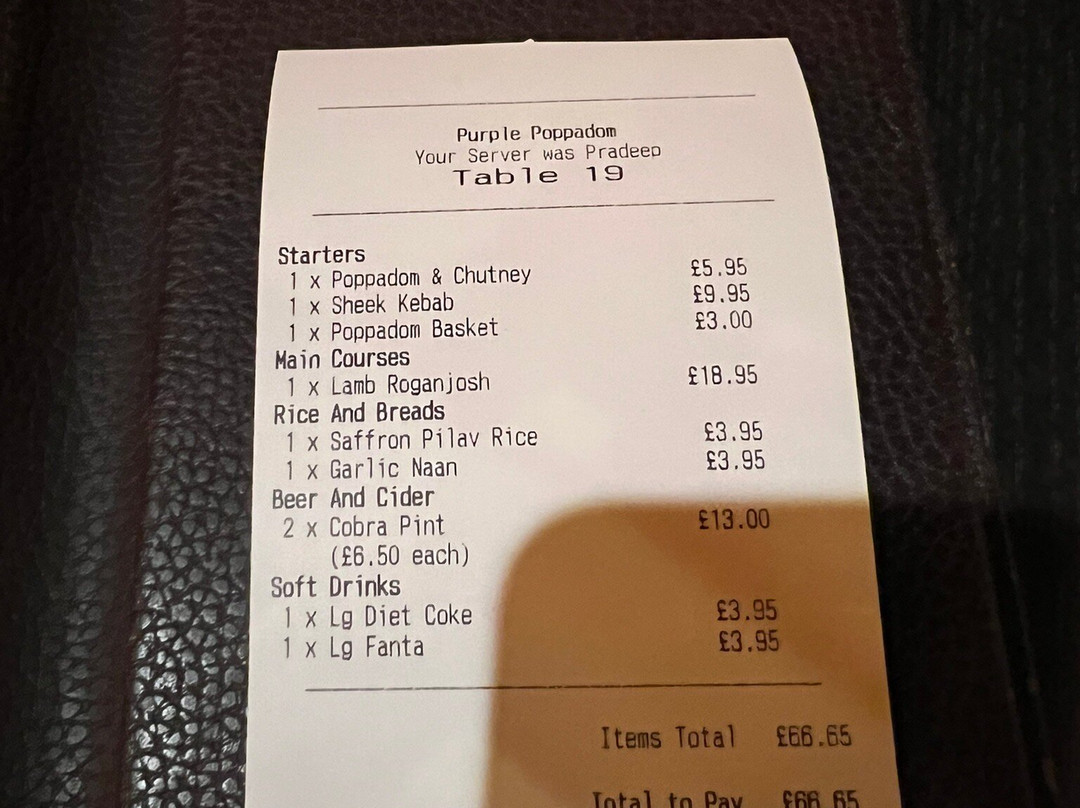 Purple Poppadom
Your Server was Pradeep
Table 19
Starters
1 x Poppadom & Chutney £5.95
1 x Sheek Kebab £9.95
1 x Poppadom Basket £3.00
Main Courses
1 x Lamb Roganjosh £18.95
Rice And Breads
1 x Saffron Pilav Rice £3.95
1 x Garlic Naan £3.95
Beer And Cider
2 x Cobra Pint £13.00
(£6.50 each)
Soft Drinks
1 x Lg Diet Coke £3.95
1 x Lg Fanta £3.95
Items Total £66.65
Total to Pay £66.65